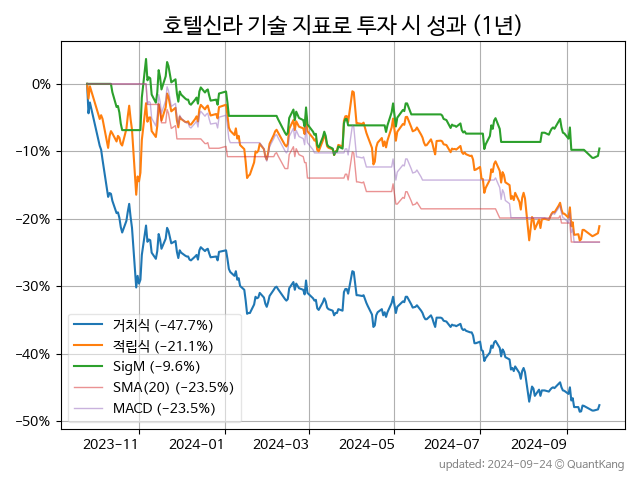 호텔신라 기술 지표로 투자 시 성과 (1년)
0%
−10%
−20%
−30%
−40%
−50%
거치식 (−47.7%)
적립식 (−21.1%)
SigM (−9.6%)
SMA(20) (−23.5%)
MACD (−23.5%)
2023−11
2024−01
2024−03
2024−05
2024−07
2024−09
updated: 2024−09−24 ⓒ QuantKang